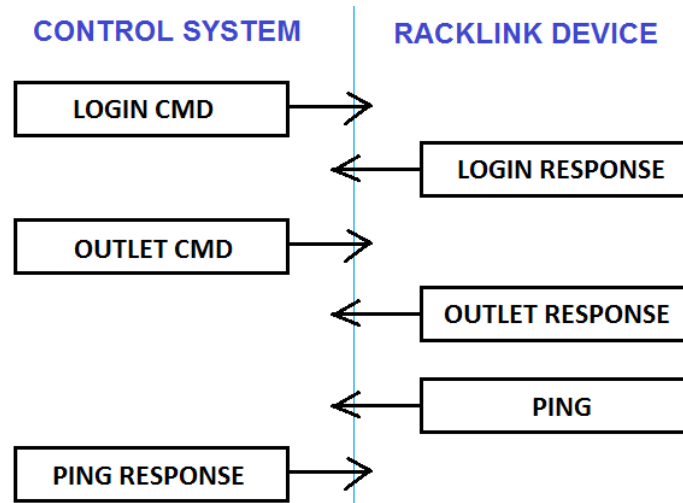 CONTROL SYSTEM
RACKLINK DEVICE
LOGIN CMD
LOGIN RESPONSE
OUTLET CMD
OUTLET RESPONSE
PING
PING RESPONSE